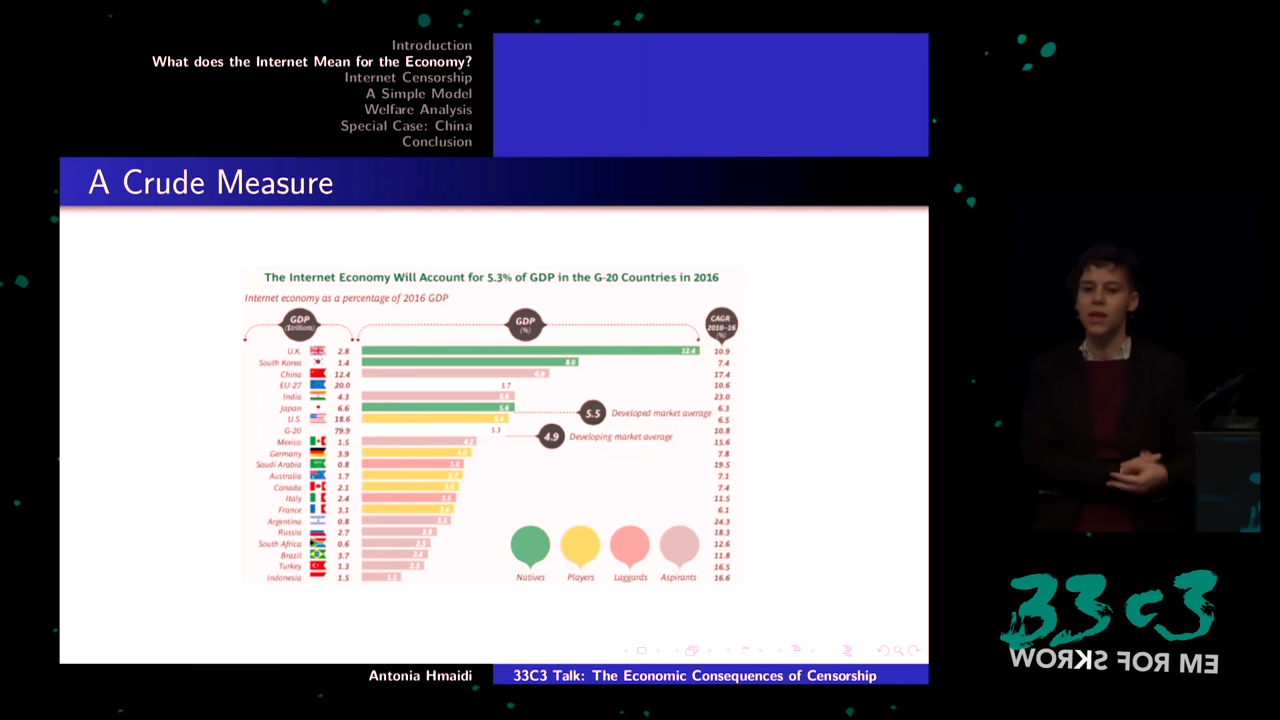 Introduction
What does the Internet Mean for the Economy?
Internet Censorship
A Simple Model
Welfare Analysis
Special Case: China
Conclusion
A Crude Measure
The Internet Economy Will Account for 5.3% of GDP in the G-20 Countries in 2016
Internet economy as a percentage of 2016 GDP
GDP ($trillions) GDP (%) CAGR 2010-16 (%)
U.K. 2.8 12.4 10.9
South Korea 1.4 8.0 7.4
China 12.4 6.9 17.4
EU-27 20.0 5.7 10.6
India 4.3 5.6 23.0
Japan 6.6 5.6 6.3
5.5 Developed market average
U.S. 18.6 5.4 6.5
G-20 79.9 5.3 10.8
4.9 Developing market average
Mexico 1.5 4.2 15.6
Germany 3.9 4.0 7.8
Saudi Arabia 0.8 3.8 19.5
Australia 1.7 3.7 7.1
Canada 2.1 3.6 7.4
Italy 2.4 3.5 11.5
France 3.1 3.4 6.1
Argentina 0.8 3.3 24.3
Russia 2.7 2.8 18.3
South Africa 0.6 2.5 12.6
Brazil 3.7 2.4 11.8
Turkey 1.3 2.3 16.5
Indonesia 1.5 1.5 16.6
Natives Players Laggards Aspirants
Antonia Hmaidi 33C3 Talk: The Economic Consequences of Censorship
33c3
WORKS FOR ME